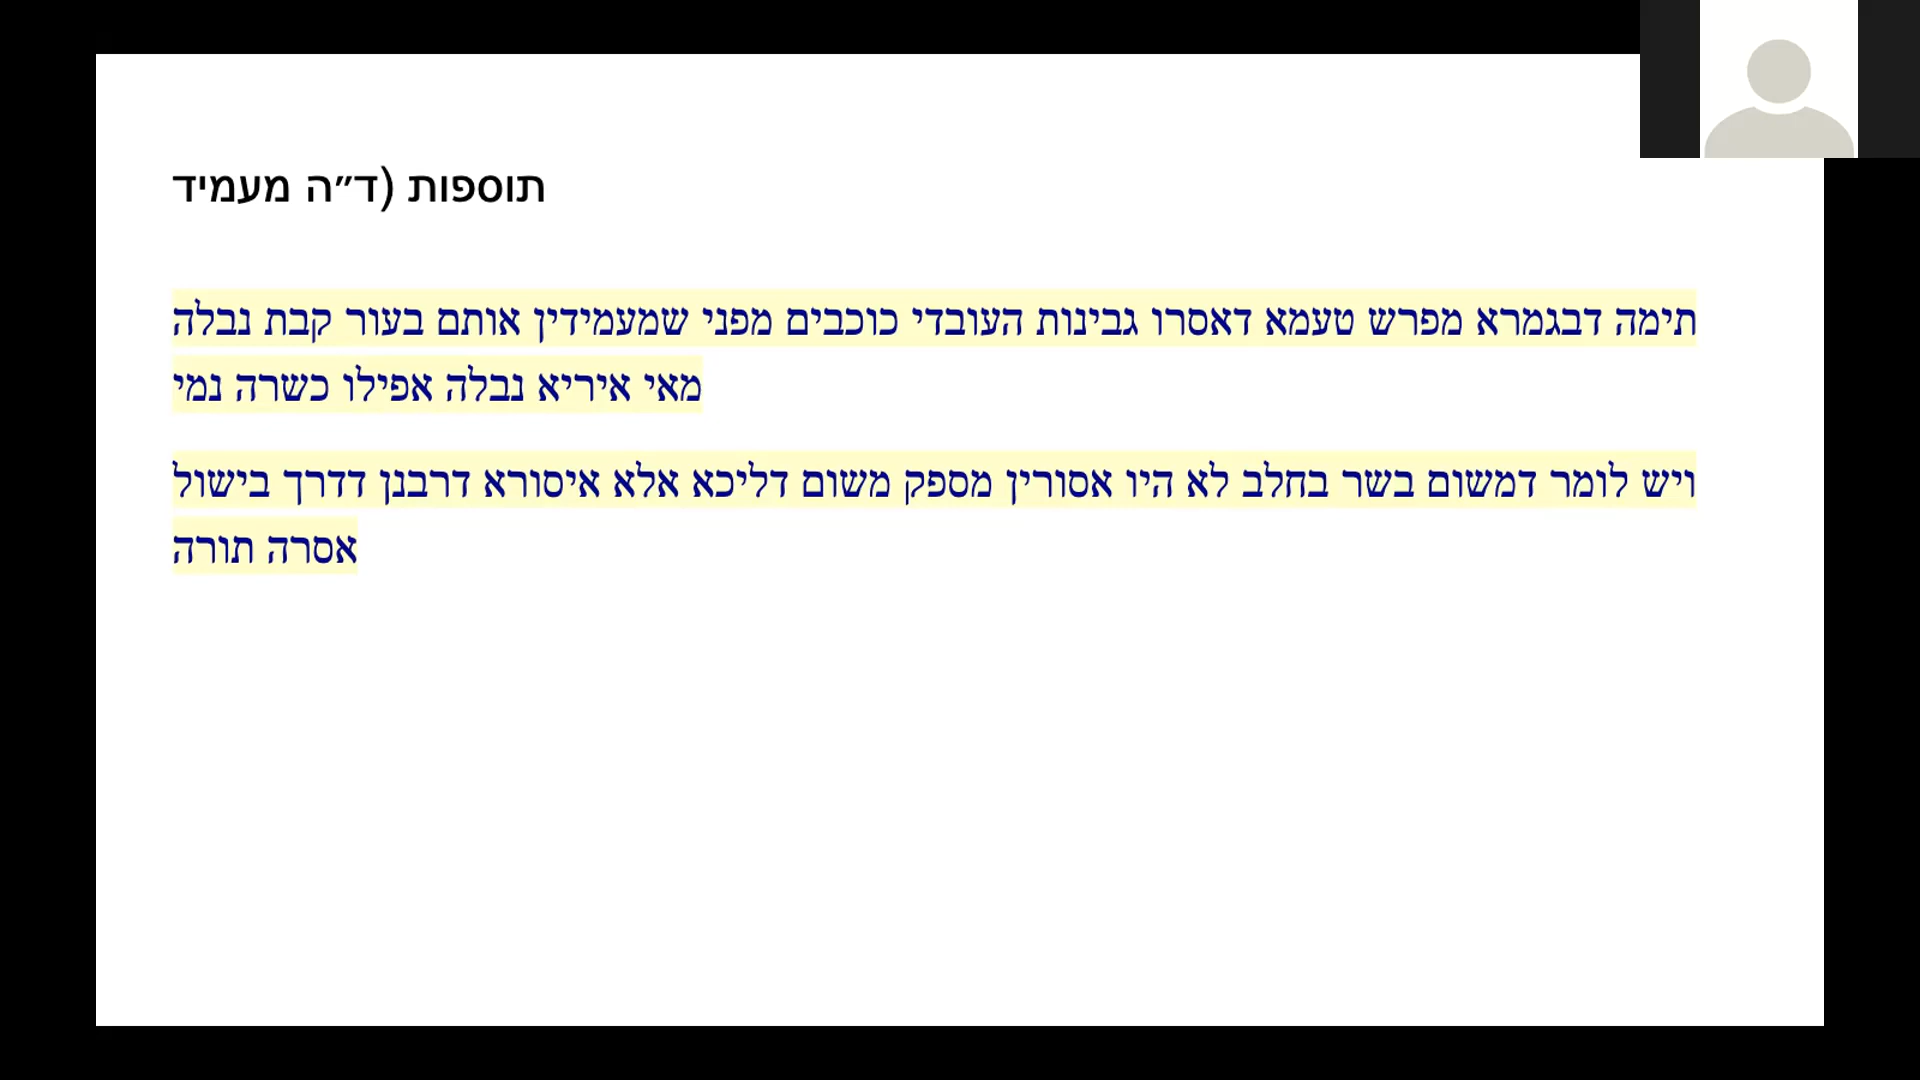 תוספות (ד״ה מעמיד
תימה דבגמרא מפרש טעמא דאסרו גבינות העובדי כוכבים מפני שמעמידין אותם בעור קבת נבלה
מאי איריא נבלה אפילו כשרה נמי
ויש לומר דמשום בשר בחלב לא היו אסורין מספק משום דליכא אלא איסורא דרבנן דדרך בישול
אסרה תורה